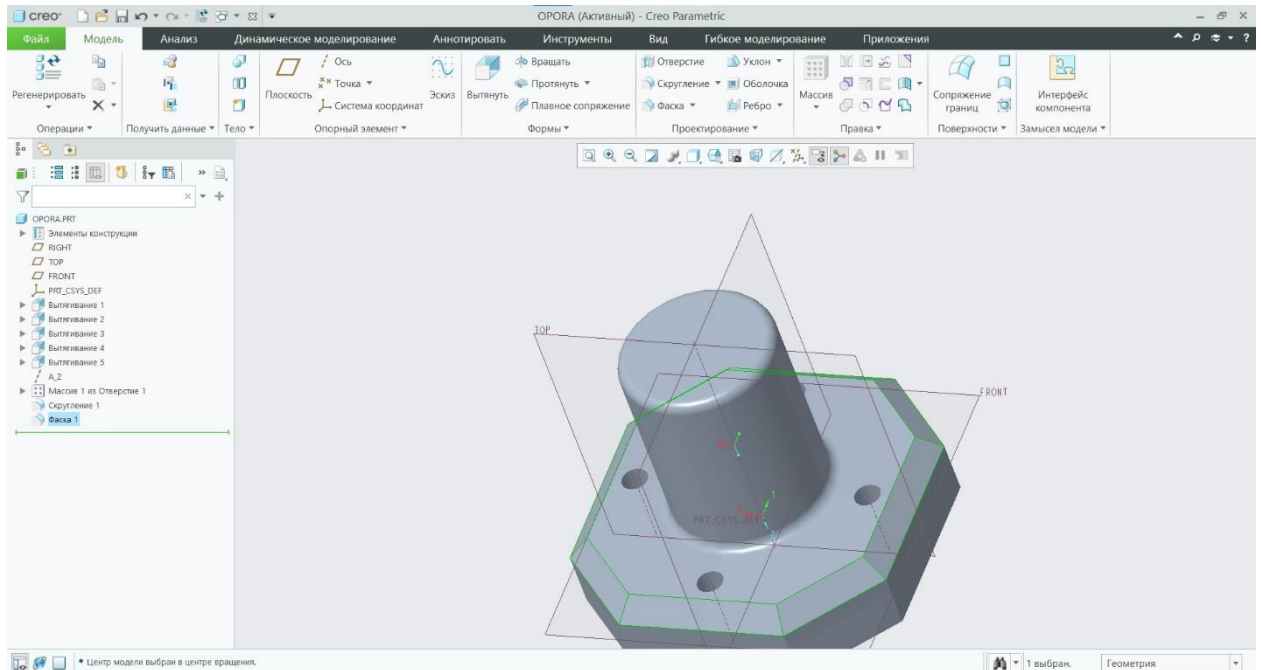 creo
OPORA (Активный) - Creo Parametric
Файл Модель Анализ Динамическое моделирование Аннотировать Инструменты Вид Гибкое моделирование Приложения
Регенерировать
Плоскость
Ось
Точка
Система координат
Эскиз
Вытянуть
Вращать
Протянуть
Плавное сопряжение
Отверстие
Уклон
Скругление
Оболочка
Фаска
Ребро
Массив
Сопряжение
границ
Интерфейс
компонента
Операции Получить данные Тело Опорный элемент Формы Проектирование Правка Поверхности Замысел модели
OPORA.PRT
Элементы конструкции
RIGHT
TOP
FRONT
PRT_CSYS_DEF
Вытягивание 1
Вытягивание 2
Вытягивание 3
Вытягивание 4
Вытягивание 5
A_2
Массив 1 из Отверстие 1
Скругление 1
Фаска 1
TOP
FRONT
PRT_CSYS_DEF
• Центр модели выбран в центре вращения.
1 выбран.
Геометрия